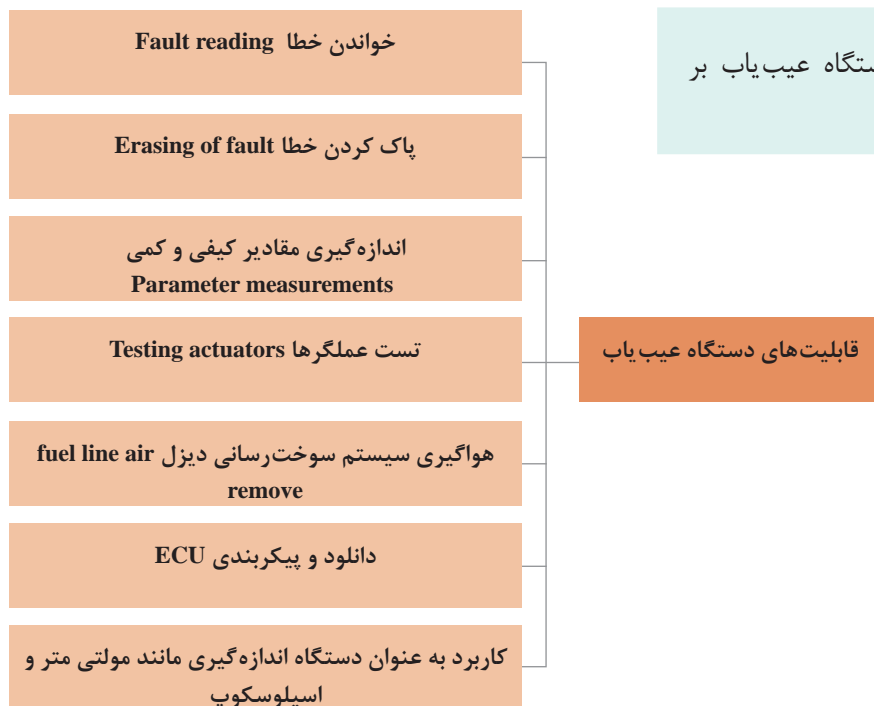 خواندن خطا Fault reading
پاک کردن خطا Erasing of fault
اندازه‌گیری مقادیر کیفی و کمی
Parameter measurements
تست عملگرها Testing actuators
هواگیری سیستم سوخت‌رسانی دیزل fuel line air
remove
دانلود و پیکربندی ECU
کاربرد به عنوان دستگاه اندازه‌گیری مانند مولتی متر و
اسیلوسکوپ
قابلیت‌های دستگاه عیب‌یاب
عیب‌یاب بر